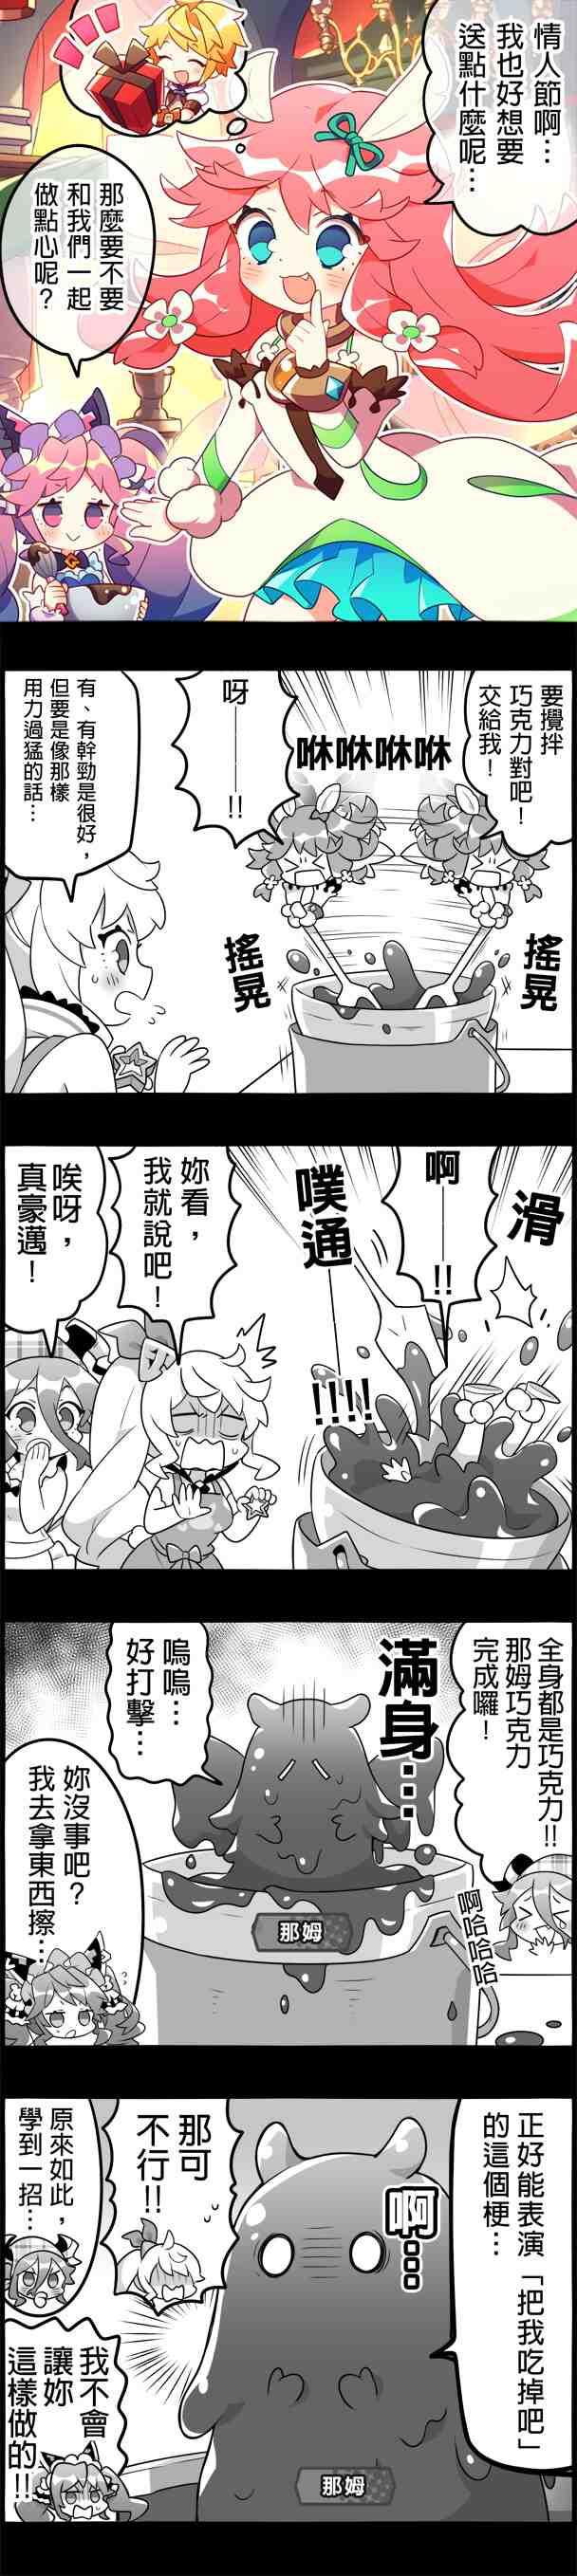 情人節啊…
我也好想要
送點什麼呢…
那麼要不要
和我們一起
做點心呢？
要攪拌
巧克力對吧！
交給我！
咻咻咻咻
呀——!!
搖晃
搖晃
有、有幹勁是很好，
但要是像那樣
用力過猛的話…
滑
啊——!!
噗通——
!!!!
妳看，
我就說吧！
唉呀，
真豪邁！
全身都是巧克力!!
那姆巧克力
完成囉！
啊哈哈哈
滿身…
嗚嗚…
好打擊…
那姆
妳沒事吧？
我去拿東西擦…
正好能表演「把我吃掉吧」
的這個梗…
啊…
那姆
那可
不行!!
原來如此，
學到一招…
我不會
讓妳
這樣做的!!